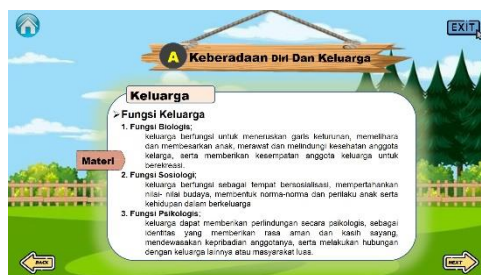 EXIT
A Keberadaan Diri Dan Keluarga
Keluarga
➢Fungsi Keluarga
1. Fungsi Biologis;
keluarga berfungsi untuk meneruskan garis keturunan, memelihara
dan membesarkan anak, merawat dan melindungi kesehatan anggota
kelarga, serta memberikan kesempatan anggota keluarga untuk
berekreasi.
Materi
2. Fungsi Sosiologi;
keluarga berfungsi sebagai tempat bersosialisasi, mempertahankan
nilai- nilai budaya, membentuk norma-norma dan perilaku anak serta
kehidupan dalam berkeluarga
3. Fungsi Psikologis;
keluarga dapat memberikan perlindungan secara psikologis, sebagai
identitas yang memberikan rasa aman dan kasih sayang,
mendewasakan kepribadian anggotanya, serta melakukan hubungan
dengan keluarga lainnya atau masyarakat luas.
BACK
NEXT